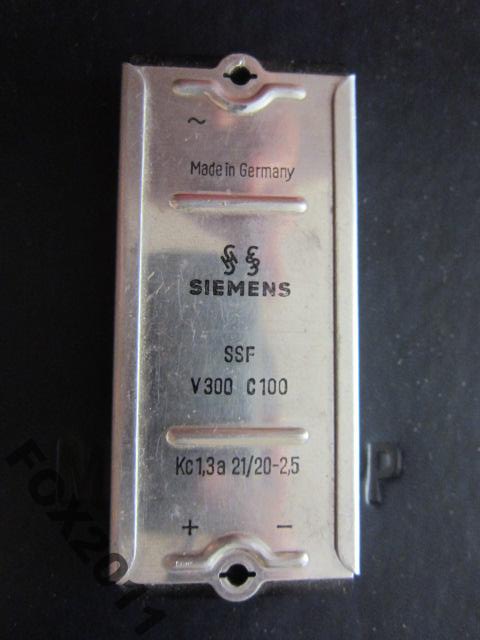 ~
Made in Germany
SIEMENS
SSF
V300 C100
Kc1,3a 21/20-2,5
+ −
FOX2011